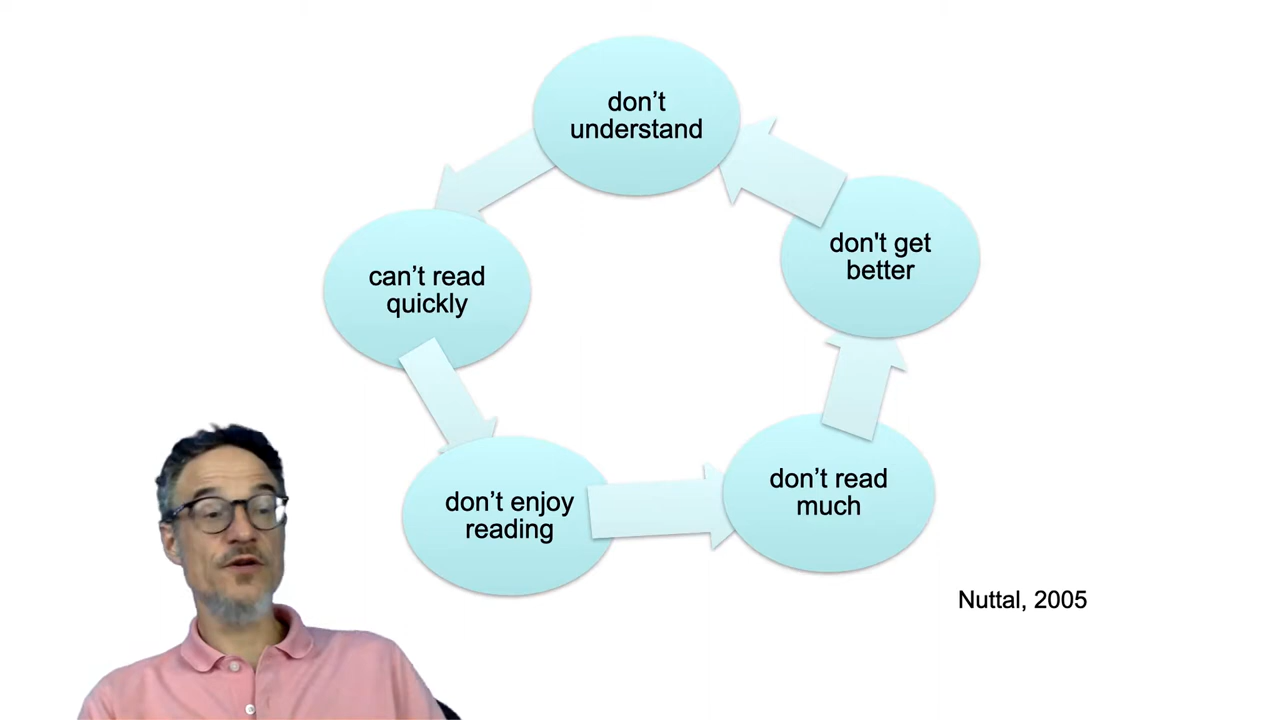 don’t
understand
can’t read
quickly
don’t enjoy
reading
don’t read
much
don't get
better
Nuttal, 2005